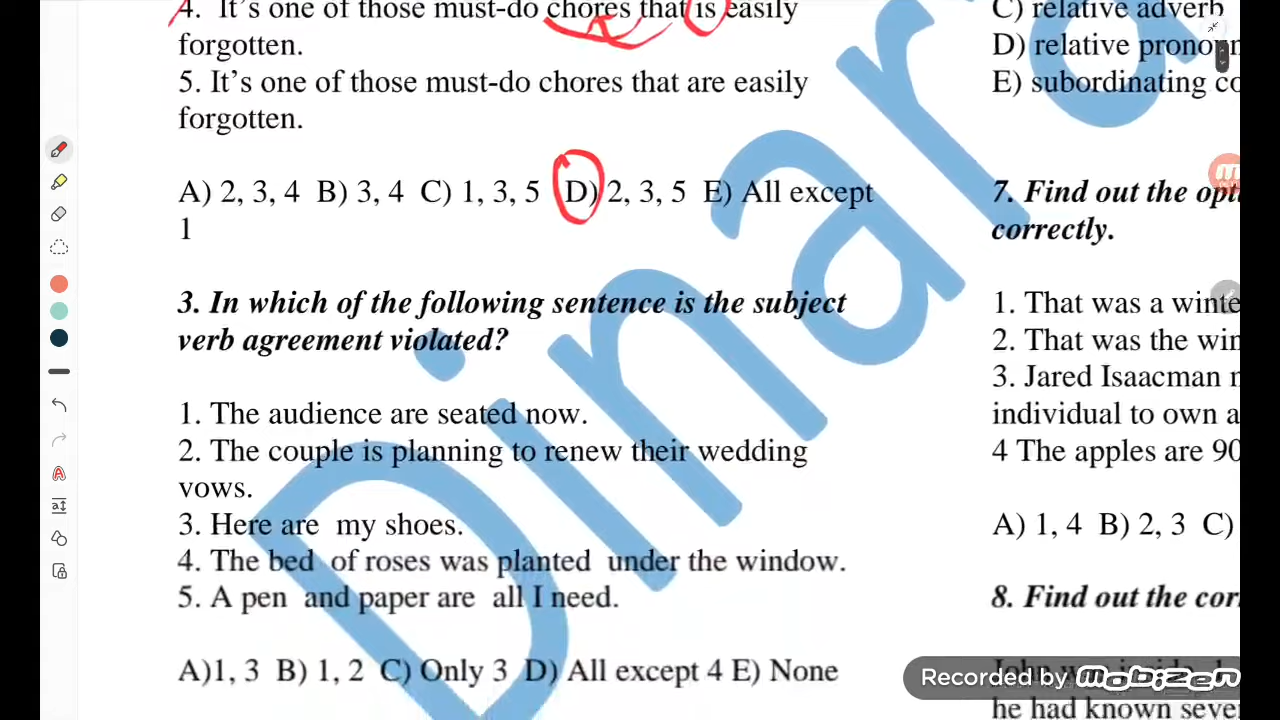 4. It's one of those must-do chores that is easily
forgotten.
5. It's one of those must-do chores that are easily
forgotten.
A) 2, 3, 4 B) 3, 4 C) 1, 3, 5 D) 2, 3, 5 E) All except
1
3. In which of the following sentence is the subject
verb agreement violated?
1. The audience are seated now.
2. The couple is planning to renew their wedding
vows.
3. Here are my shoes.
4. The bed of roses was planted under the window.
5. A pen and paper are all I need.
A)1, 3 B) 1, 2 C) Only 3 D) All except 4 E) None
C) relative adverb
D) relative pronoun
E) subordinating co
7. Find out the opt
correctly.
1. That was a winte
2. That was the win
3. Jared Isaacman
individual to own a
4 The apples are 90
A) 1, 4 B) 2, 3 C)
8. Find out the cor
he had known seve
Dinara
Recorded by mobizen